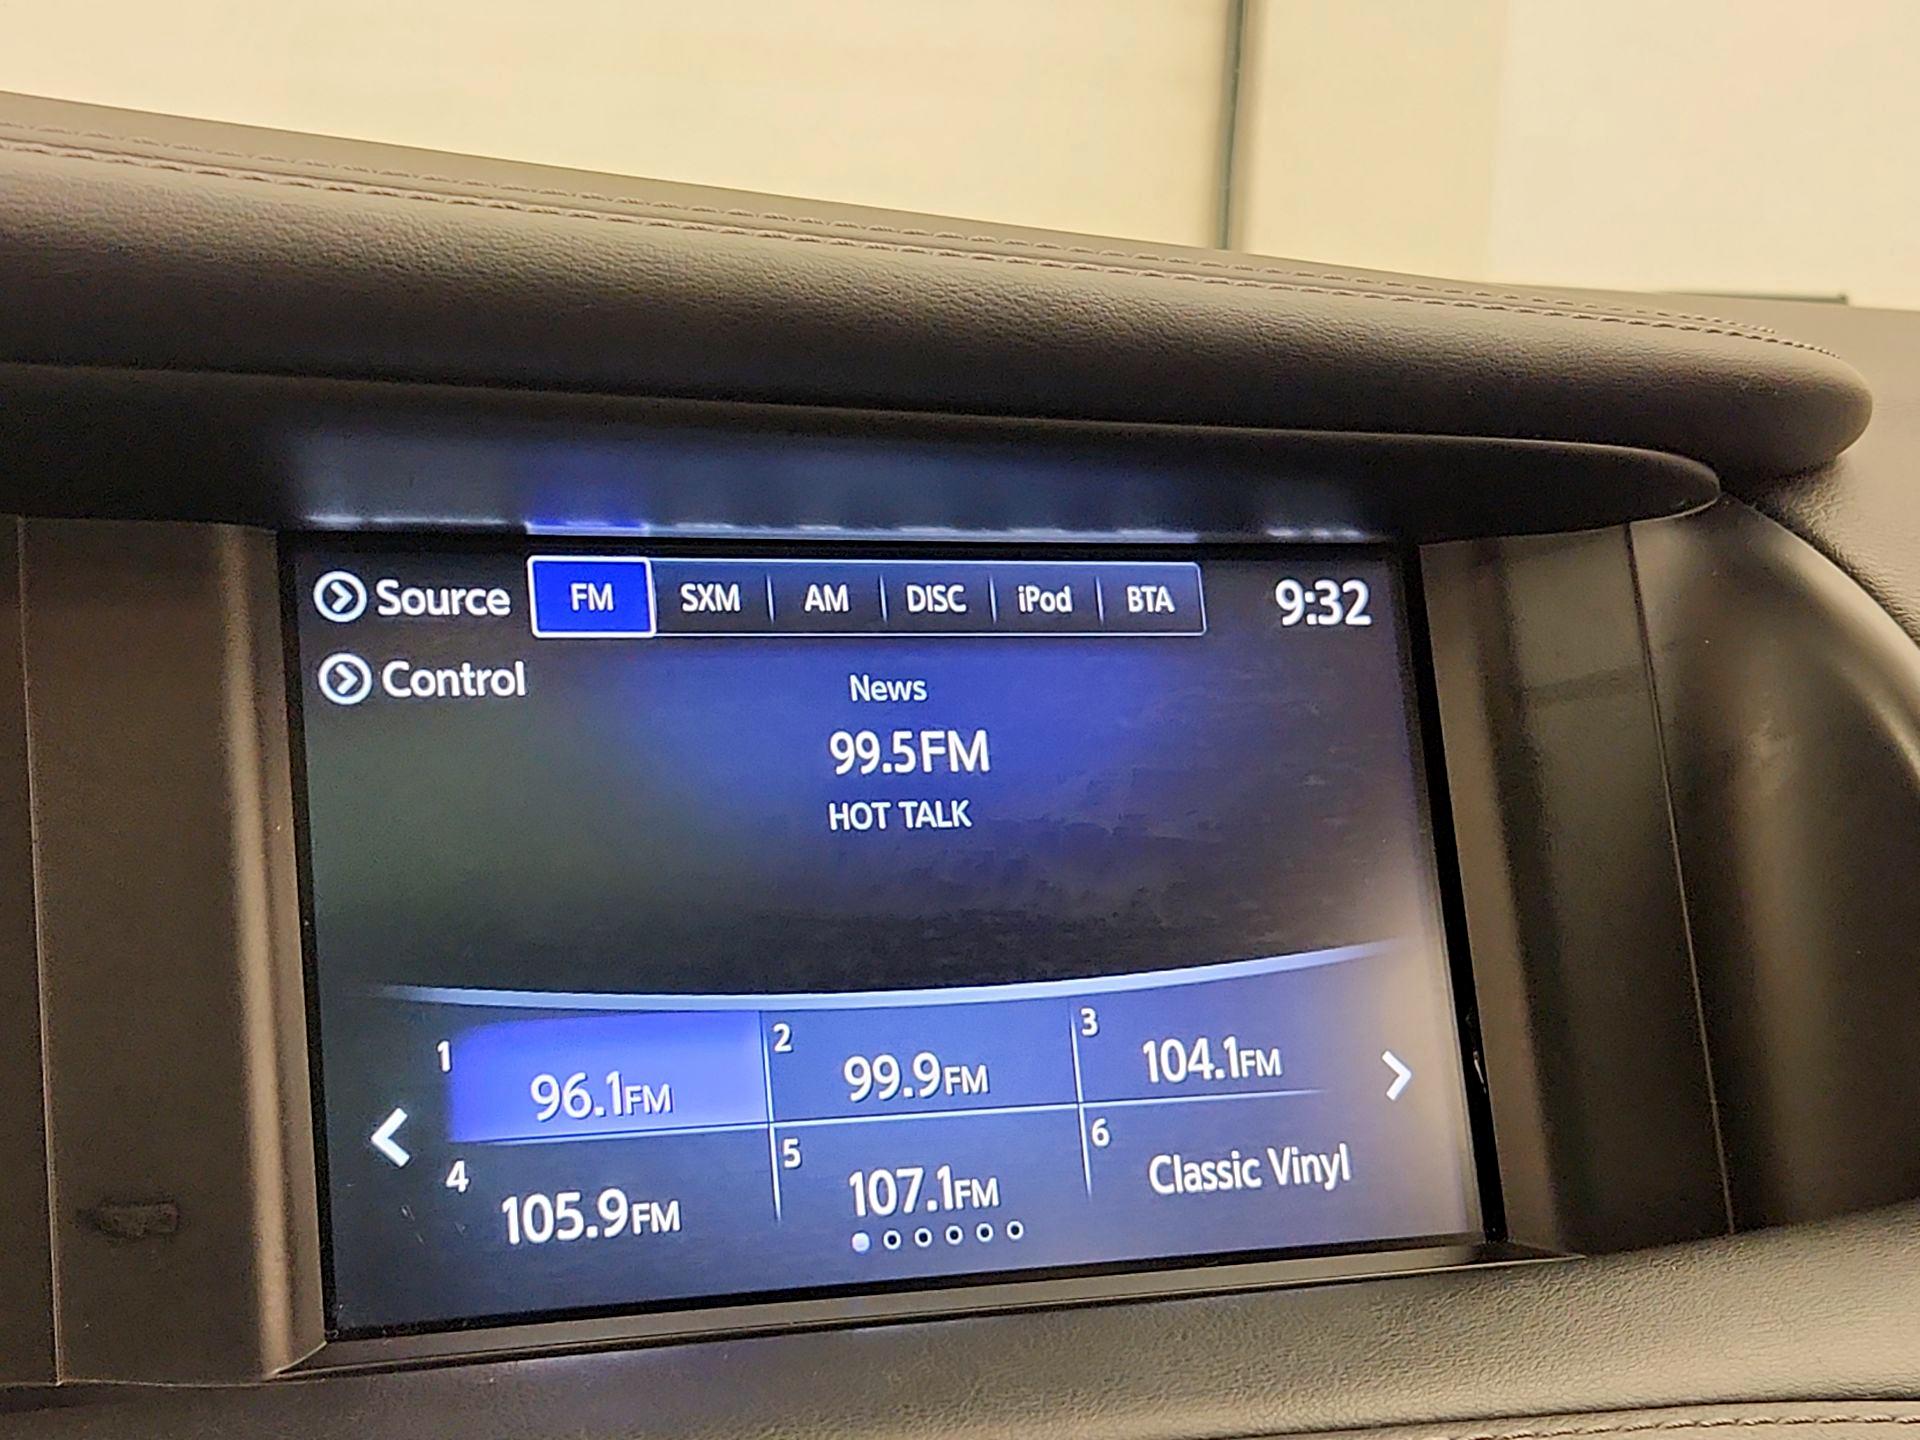 Source FM SXM AM DISC iPod BTA 9:32
Control
News
99.5FM
HOT TALK
1 96.1FM
2 99.9FM
3 104.1FM
4 105.9FM
5 107.1FM
6 Classic Vinyl